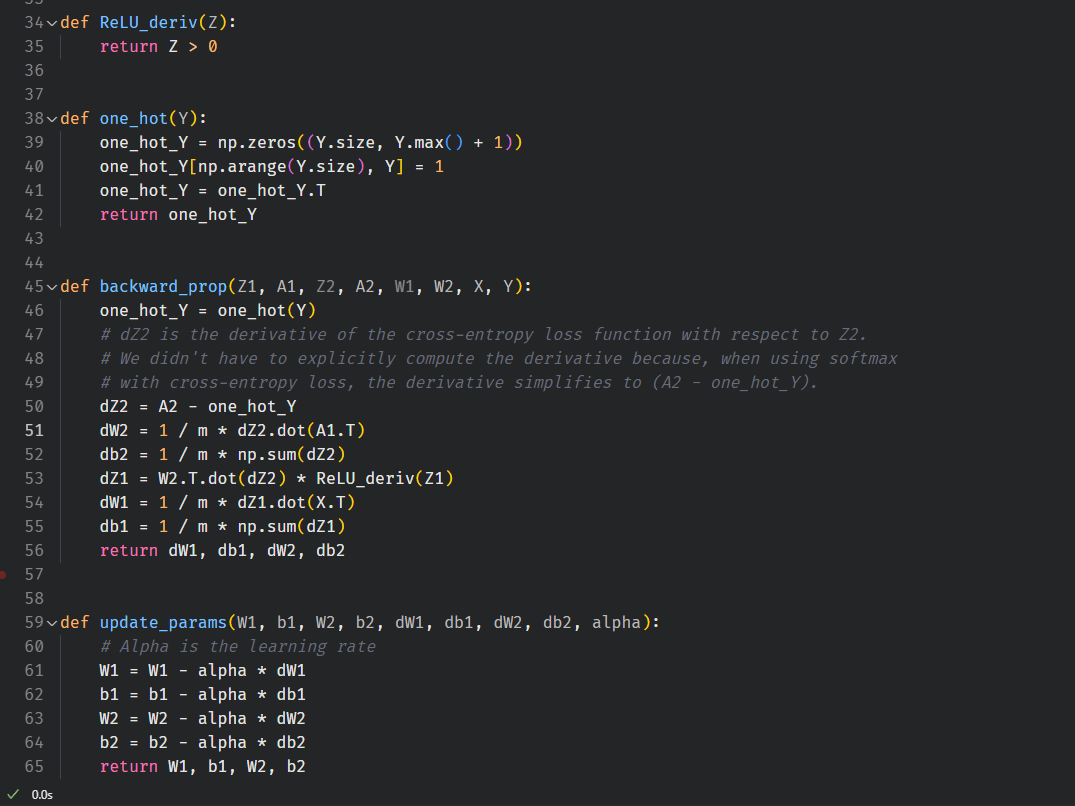 34 def ReLU_deriv(Z):
35     return Z > 0
36
37
38 def one_hot(Y):
39     one_hot_Y = np.zeros((Y.size, Y.max() + 1))
40     one_hot_Y[np.arange(Y.size), Y] = 1
41     one_hot_Y = one_hot_Y.T
42     return one_hot_Y
43
44
45 def backward_prop(Z1, A1, Z2, A2, W1, W2, X, Y):
46     one_hot_Y = one_hot(Y)
47     # dZ2 is the derivative of the cross-entropy loss function with respect to Z2.
48     # We didn't have to explicitly compute the derivative because, when using softmax
49     # with cross-entropy loss, the derivative simplifies to (A2 - one_hot_Y).
50     dZ2 = A2 - one_hot_Y
51     dW2 = 1 / m * dZ2.dot(A1.T)
52     db2 = 1 / m * np.sum(dZ2)
53     dZ1 = W2.T.dot(dZ2) * ReLU_deriv(Z1)
54     dW1 = 1 / m * dZ1.dot(X.T)
55     db1 = 1 / m * np.sum(dZ1)
56     return dW1, db1, dW2, db2
57
58
59 def update_params(W1, b1, W2, b2, dW1, db1, dW2, db2, alpha):
60     # Alpha is the learning rate
61     W1 = W1 - alpha * dW1
62     b1 = b1 - alpha * db1
63     W2 = W2 - alpha * dW2
64     b2 = b2 - alpha * db2
65     return W1, b1, W2, b2
0.0s